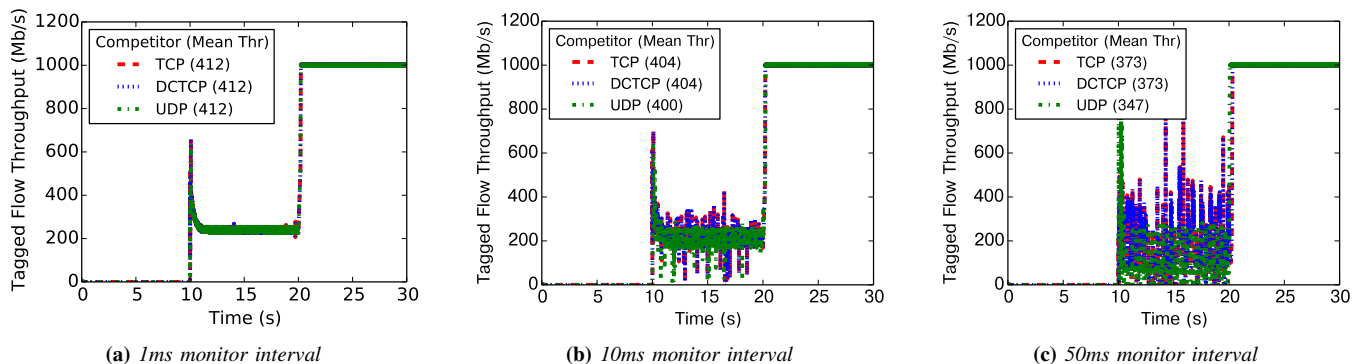 Tagged Flow Throughput (Mb/s)
1200
1000
800
600
400
200
0
Competitor (Mean Thr)
TCP (412)
DCTCP (412)
UDP (412)
0 5 10 15 20 25 30
Time (s)
(a) 1ms monitor interval
Tagged Flow Throughput (Mb/s)
1200
1000
800
600
400
200
0
Competitor (Mean Thr)
TCP (404)
DCTCP (404)
UDP (400)
0 5 10 15 20 25 30
Time (s)
(b) 10ms monitor interval
Tagged Flow Throughput (Mb/s)
1200
1000
800
600
400
200
0
Competitor (Mean Thr)
TCP (373)
DCTCP (373)
UDP (347)
0 5 10 15 20 25 30
Time (s)
(c) 50ms monitor interval